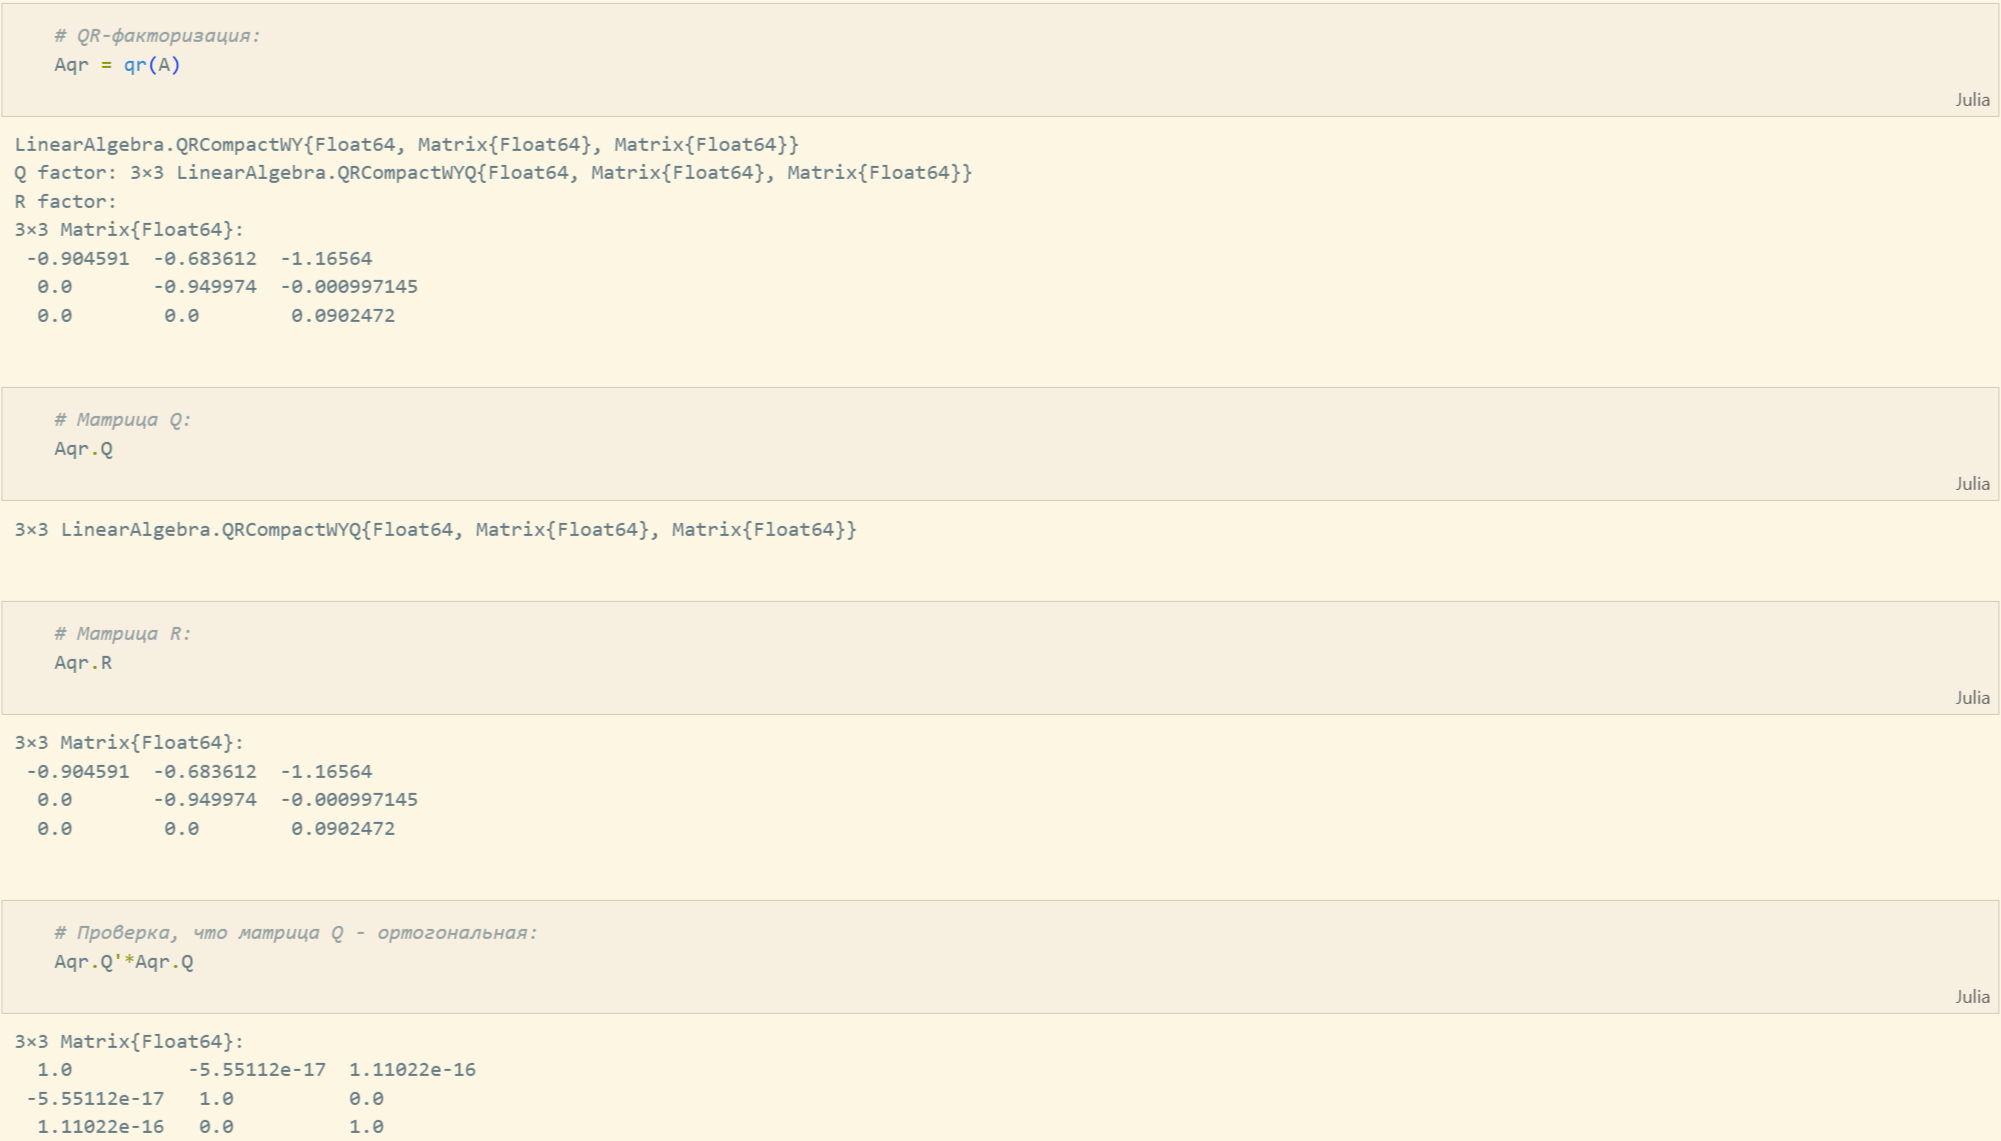 # QR-факторизация:
Aqr = qr(A)
Julia
LinearAlgebra.QRCompactWY{Float64, Matrix{Float64}, Matrix{Float64}}
Q factor: 3×3 LinearAlgebra.QRCompactWYQ{Float64, Matrix{Float64}, Matrix{Float64}}
R factor:
3×3 Matrix{Float64}:
 -0.904591  -0.683612  -1.16564
  0.0       -0.949974  -0.000997145
  0.0        0.0        0.0902472
# Матрица Q:
Aqr.Q
Julia
3×3 LinearAlgebra.QRCompactWYQ{Float64, Matrix{Float64}, Matrix{Float64}}
# Матрица R:
Aqr.R
Julia
3×3 Matrix{Float64}:
 -0.904591  -0.683612  -1.16564
  0.0       -0.949974  -0.000997145
  0.0        0.0        0.0902472
# Проверка, что матрица Q - ортогональная:
Aqr.Q'*Aqr.Q
Julia
3×3 Matrix{Float64}:
  1.0          -5.55112e-17  1.11022e-16
 -5.55112e-17   1.0          0.0
  1.11022e-16   0.0          1.0